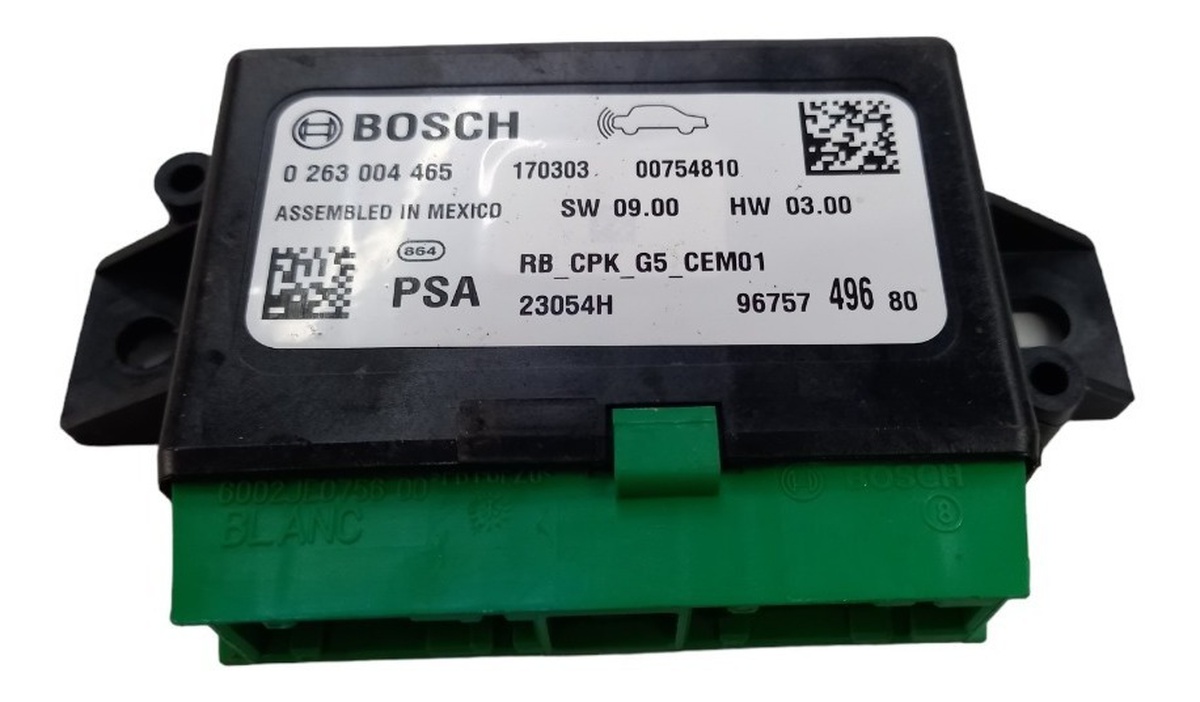 BOSCH
0 263 004 465 170303 00754810
ASSEMBLED IN MEXICO SW 09.00 HW 03.00
864 RB_CPK_G5_CEM01
PSA 23054H 96757 496 80
BOSCH
BLANC
8